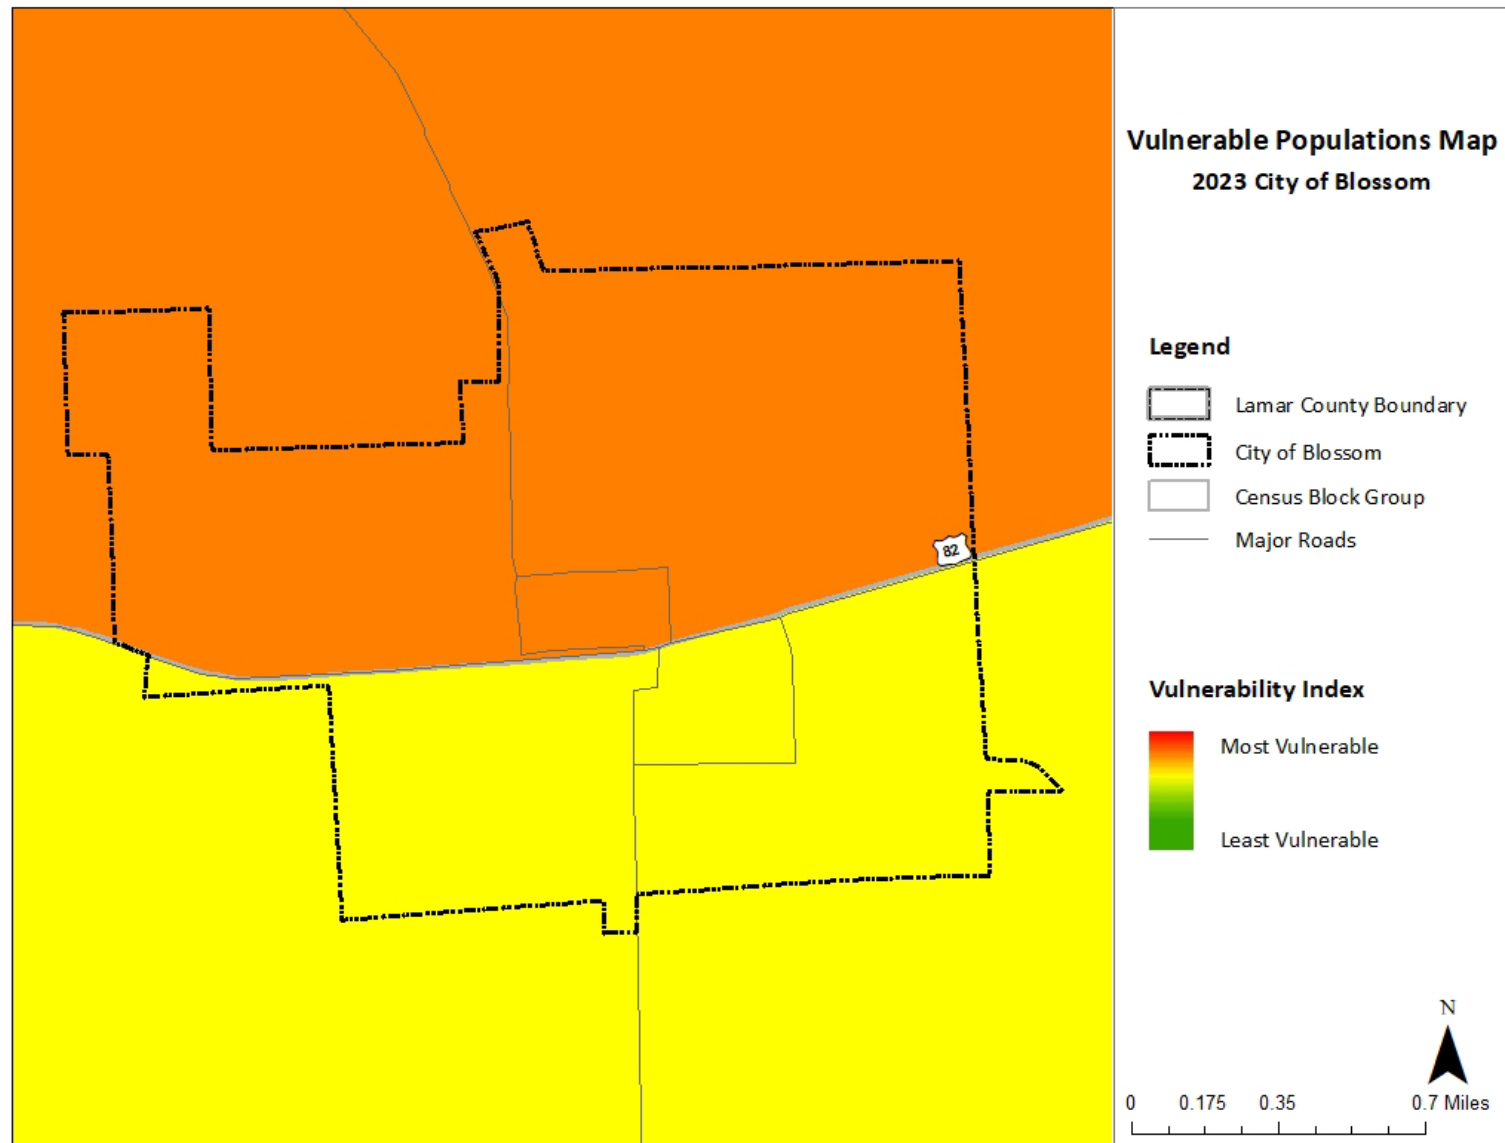 Vulnerable Populations Map
2023 City of Blossom
Legend
Lamar County Boundary
City of Blossom
Census Block Group
Major Roads
82
Vulnerability Index
Most Vulnerable
Least Vulnerable
N
0 0.175 0.35 0.7 Miles